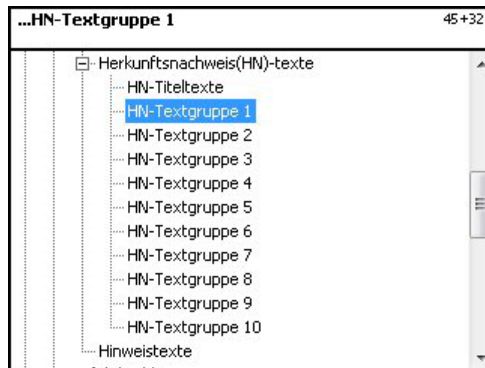 ...HN-Textgruppe 1 45+32
Herkunftsnachweis(HN)-texte
HN-Titeltexte
HN-Textgruppe 1
HN-Textgruppe 2
HN-Textgruppe 3
HN-Textgruppe 4
HN-Textgruppe 5
HN-Textgruppe 6
HN-Textgruppe 7
HN-Textgruppe 8
HN-Textgruppe 9
HN-Textgruppe 10
Hinweistexte